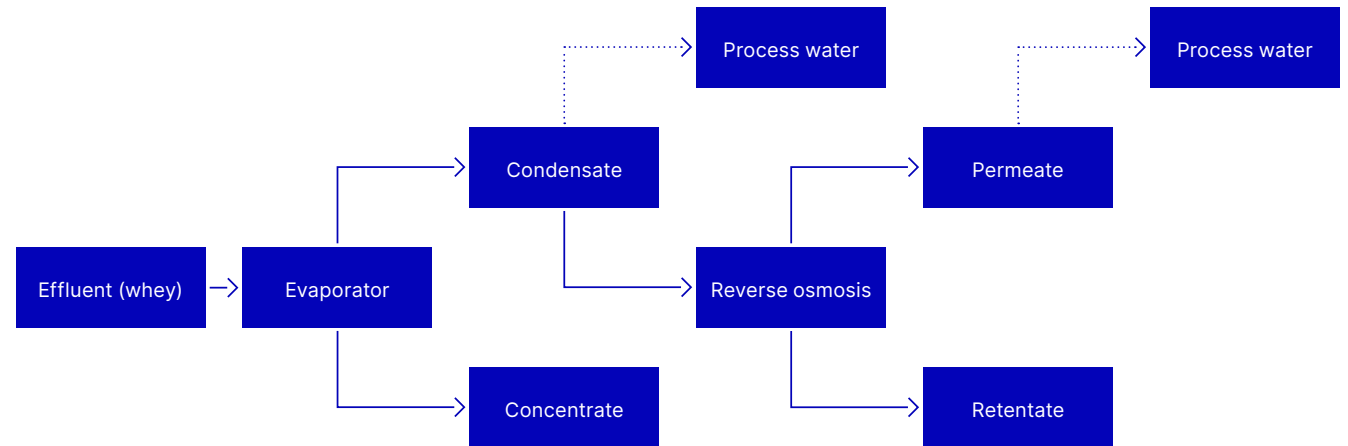 Process water
Process water
Condensate
Permeate
Effluent (whey)
Evaporator
Reverse osmosis
Concentrate
Retentate